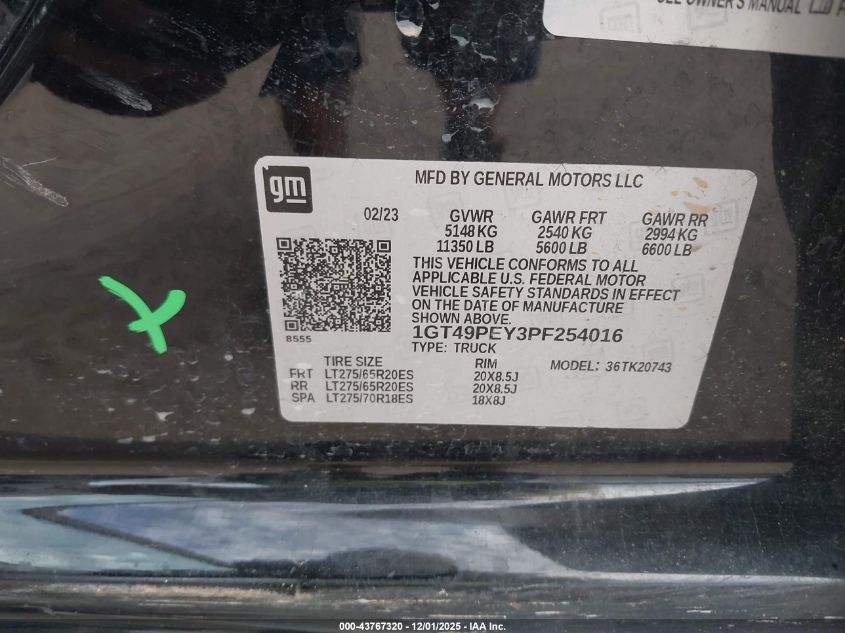 SEE OWNER'S MANUAL
gm
MFD BY GENERAL MOTORS LLC
02/23 GVWR GAWR FRT GAWR RR
5148 KG 2540 KG 2994 KG
11350 LB 5600 LB 6600 LB
THIS VEHICLE CONFORMS TO ALL
APPLICABLE U.S. FEDERAL MOTOR
VEHICLE SAFETY STANDARDS IN EFFECT
ON THE DATE OF MANUFACTURE
SHOWN ABOVE.
8555
1GT49PEY3PF254016
TYPE: TRUCK
TIRE SIZE RIM MODEL: 36TK20743
FRT LT275/65R20ES 20X8.5J
RR LT275/65R20ES 20X8.5J
SPA LT275/70R18ES 18X8J
000-43767320 • 12/01/2025 • IAA Inc.